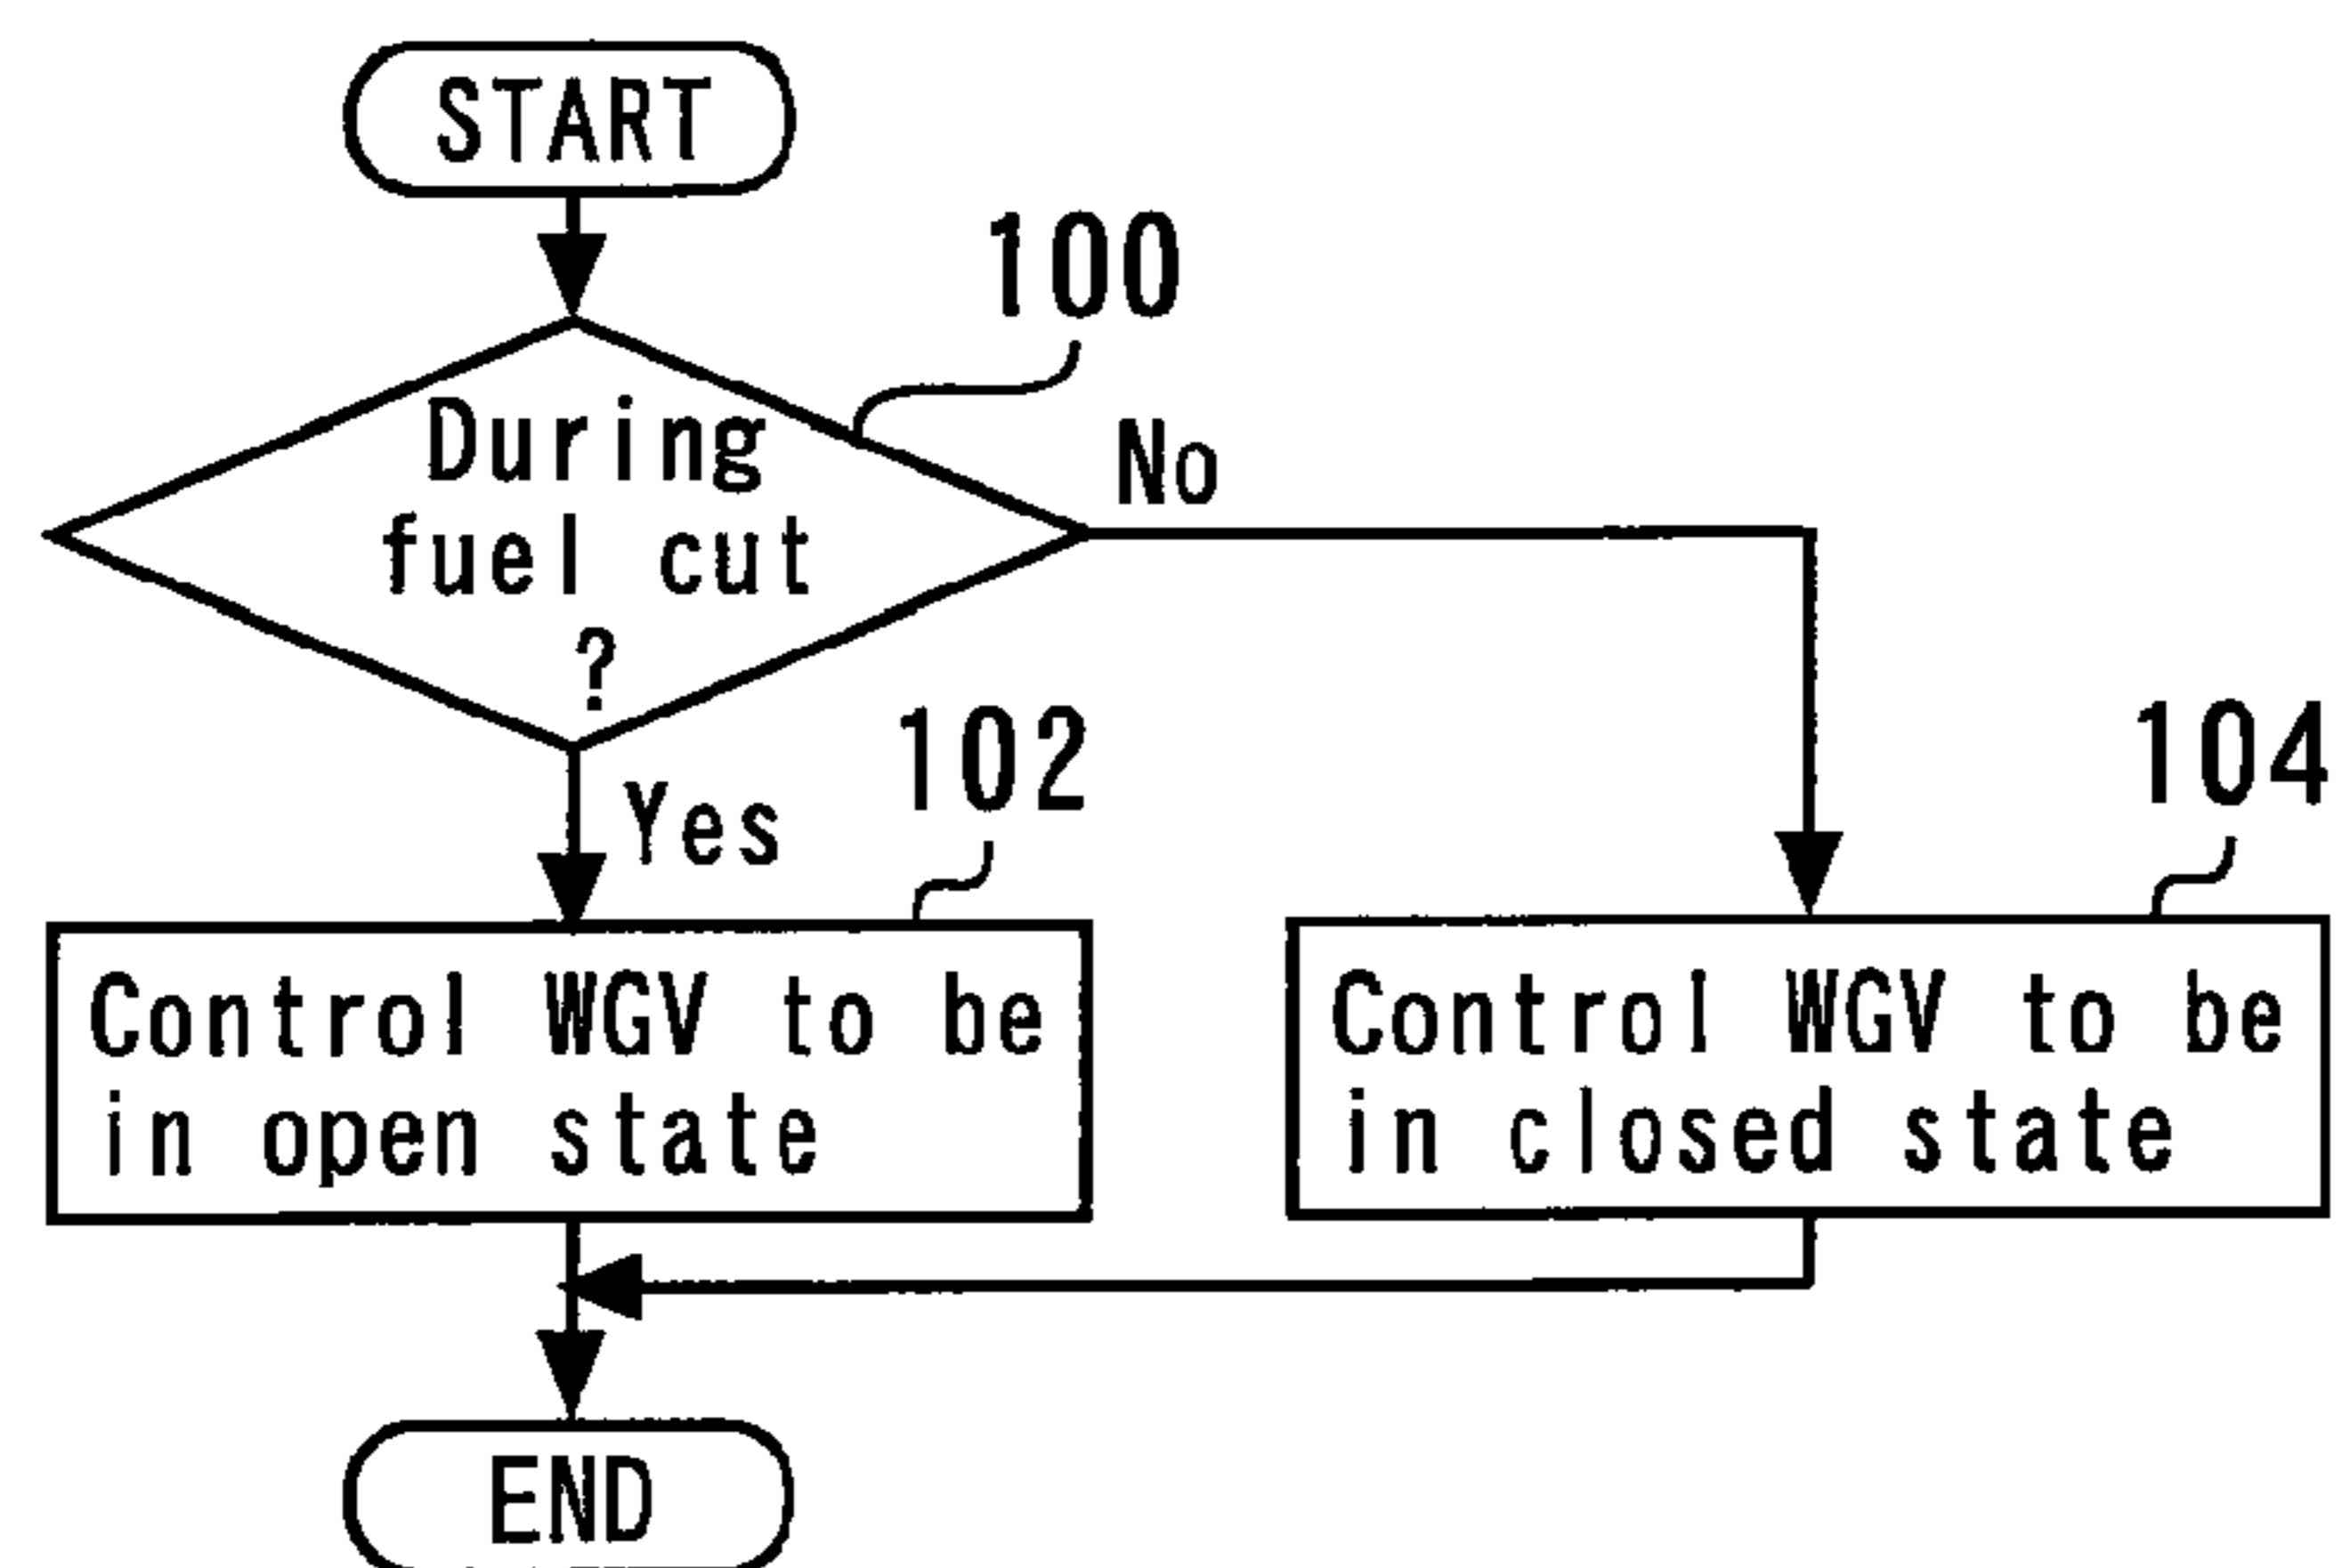 START
100
During
fuel cut
?
No
Yes
102
104
Control WGV to be
in open state
Control WGV to be
in closed state
END